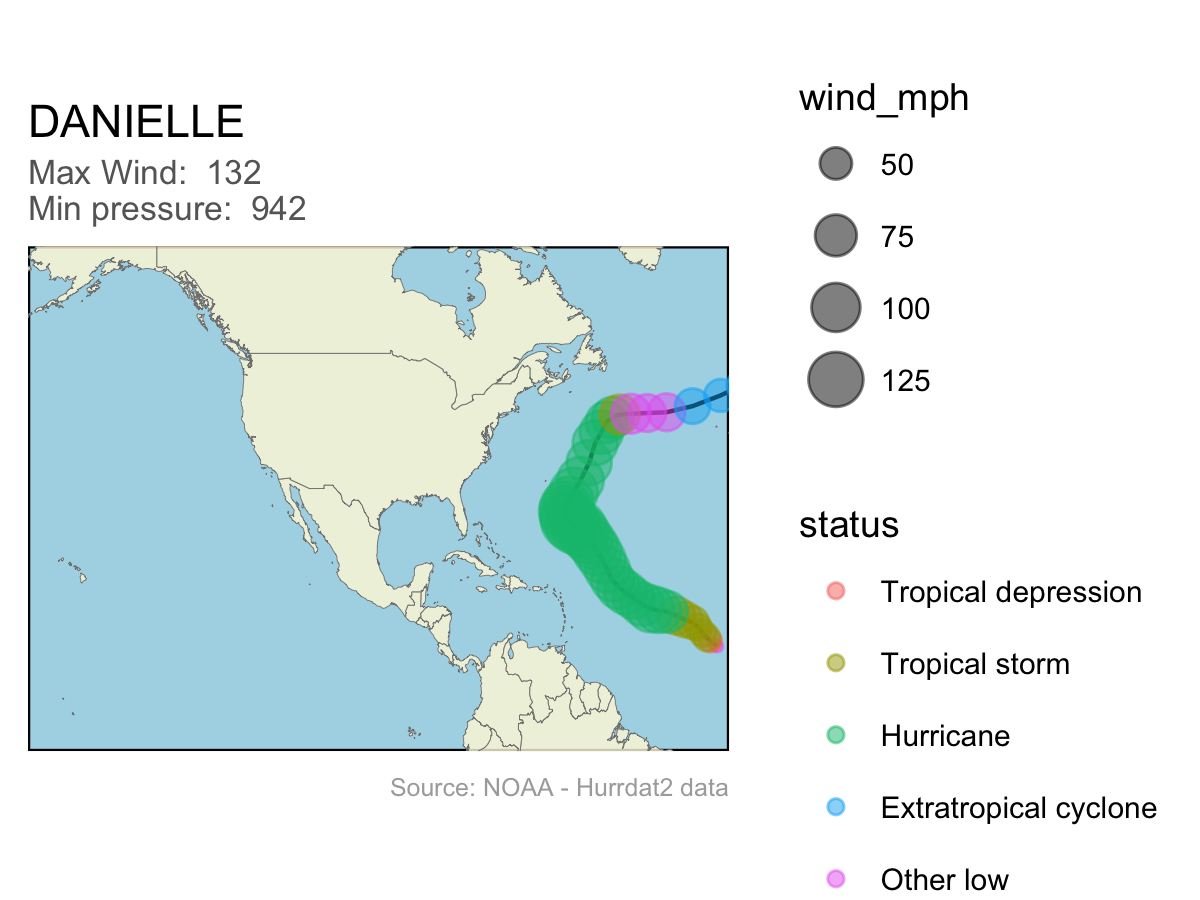 DANIELLE
Max Wind:  132
Min pressure:  942
Source: NOAA - Hurrdat2 data
wind_mph
50
75
100
125
status
Tropical depression
Tropical storm
Hurricane
Extratropical cyclone
Other low